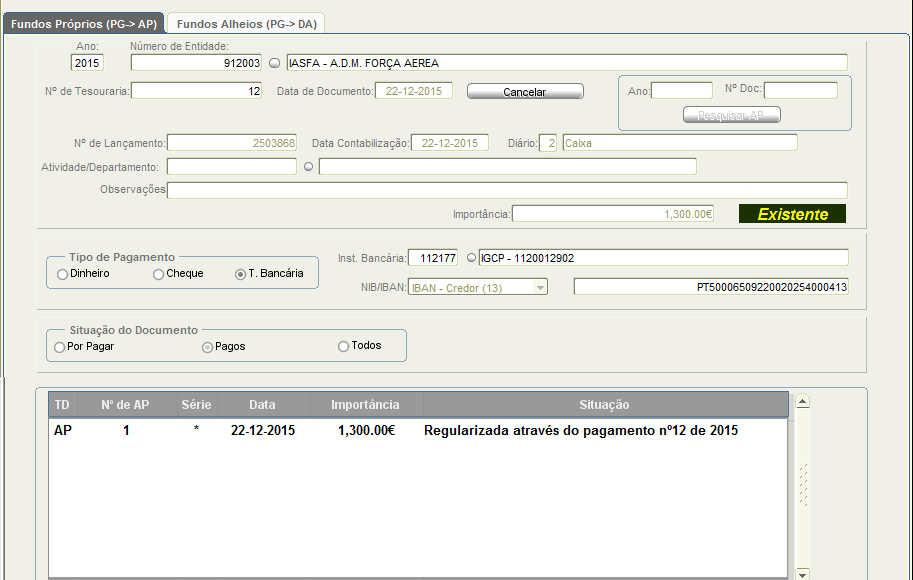 Fundos Próprios (PG-> AP) Fundos Alheios (PG-> DA)
Ano: Número de Entidade:
2015 912003 IASFA - A.D.M. FORÇA AEREA
Nº de Tesouraria: 12 Data de Documento: 22-12-2015 Cancelar Ano: Nº Doc:
Pesquisar AP
Nº de Lançamento: 2503868 Data Contabilização: 22-12-2015 Diário: 2 Caixa
Atividade/Departamento:
Observações
Importância: 1,300.00€ Existente
Tipo de Pagamento
Dinheiro Cheque T. Bancária
Inst. Bancária: 112177 IGCP - 1120012902
NIB/IBAN: IBAN - Credor (13) PT50006509220020254000413
Situação do Documento
Por Pagar Pagos Todos
TD Nº de AP Série Data Importância Situação
AP 1 * 22-12-2015 1,300.00€ Regularizada através do pagamento nº12 de 2015